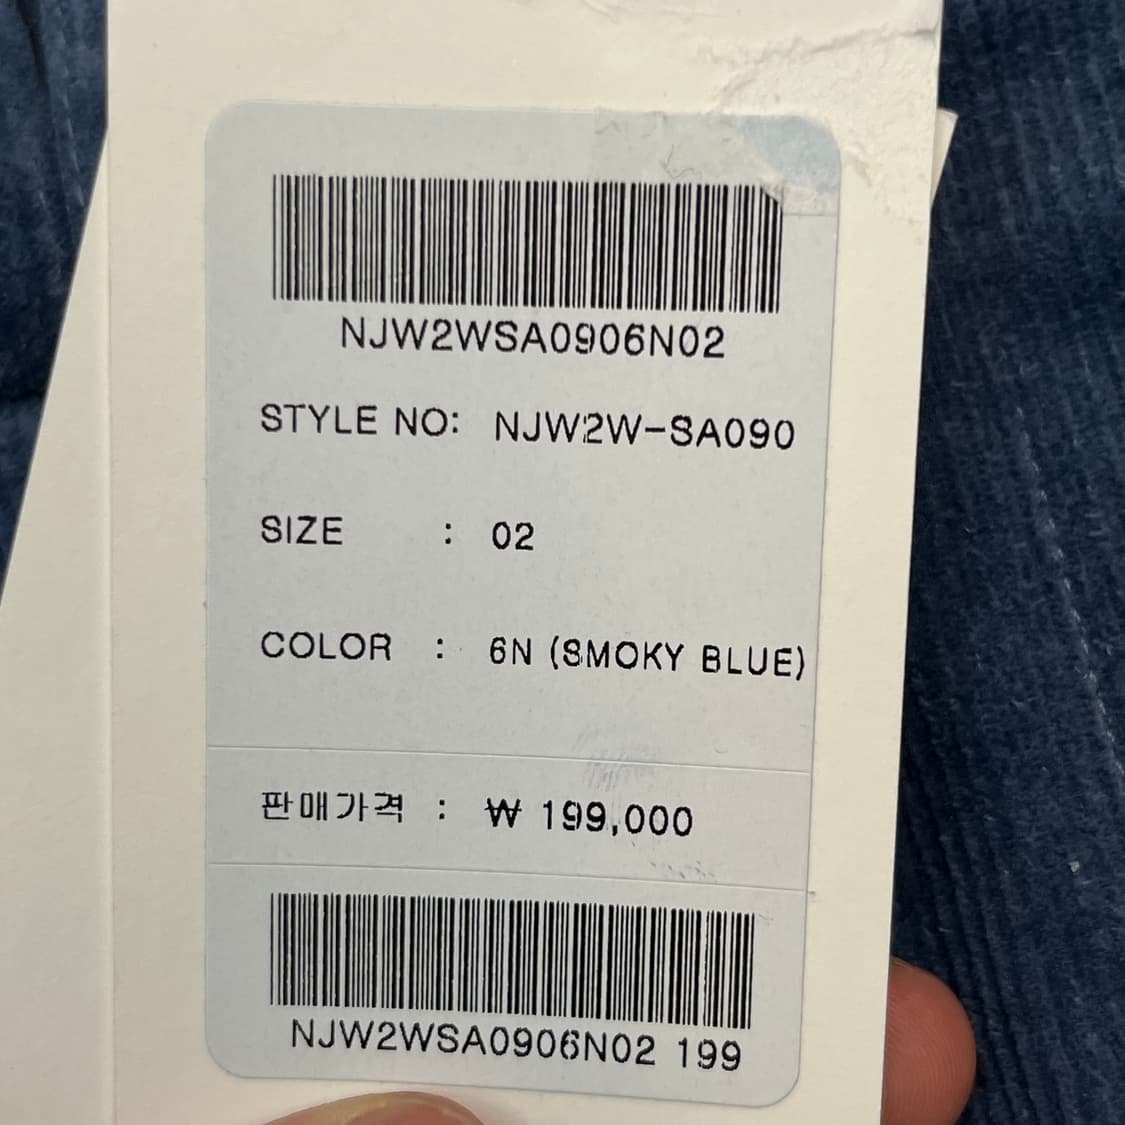 NJW2WSA0906N02
STYLE NO: NJW2W-SA090
SIZE : 02
COLOR : 6N (SMOKY BLUE)
판매가격 : ₩ 199,000
NJW2WSA0906N02 199